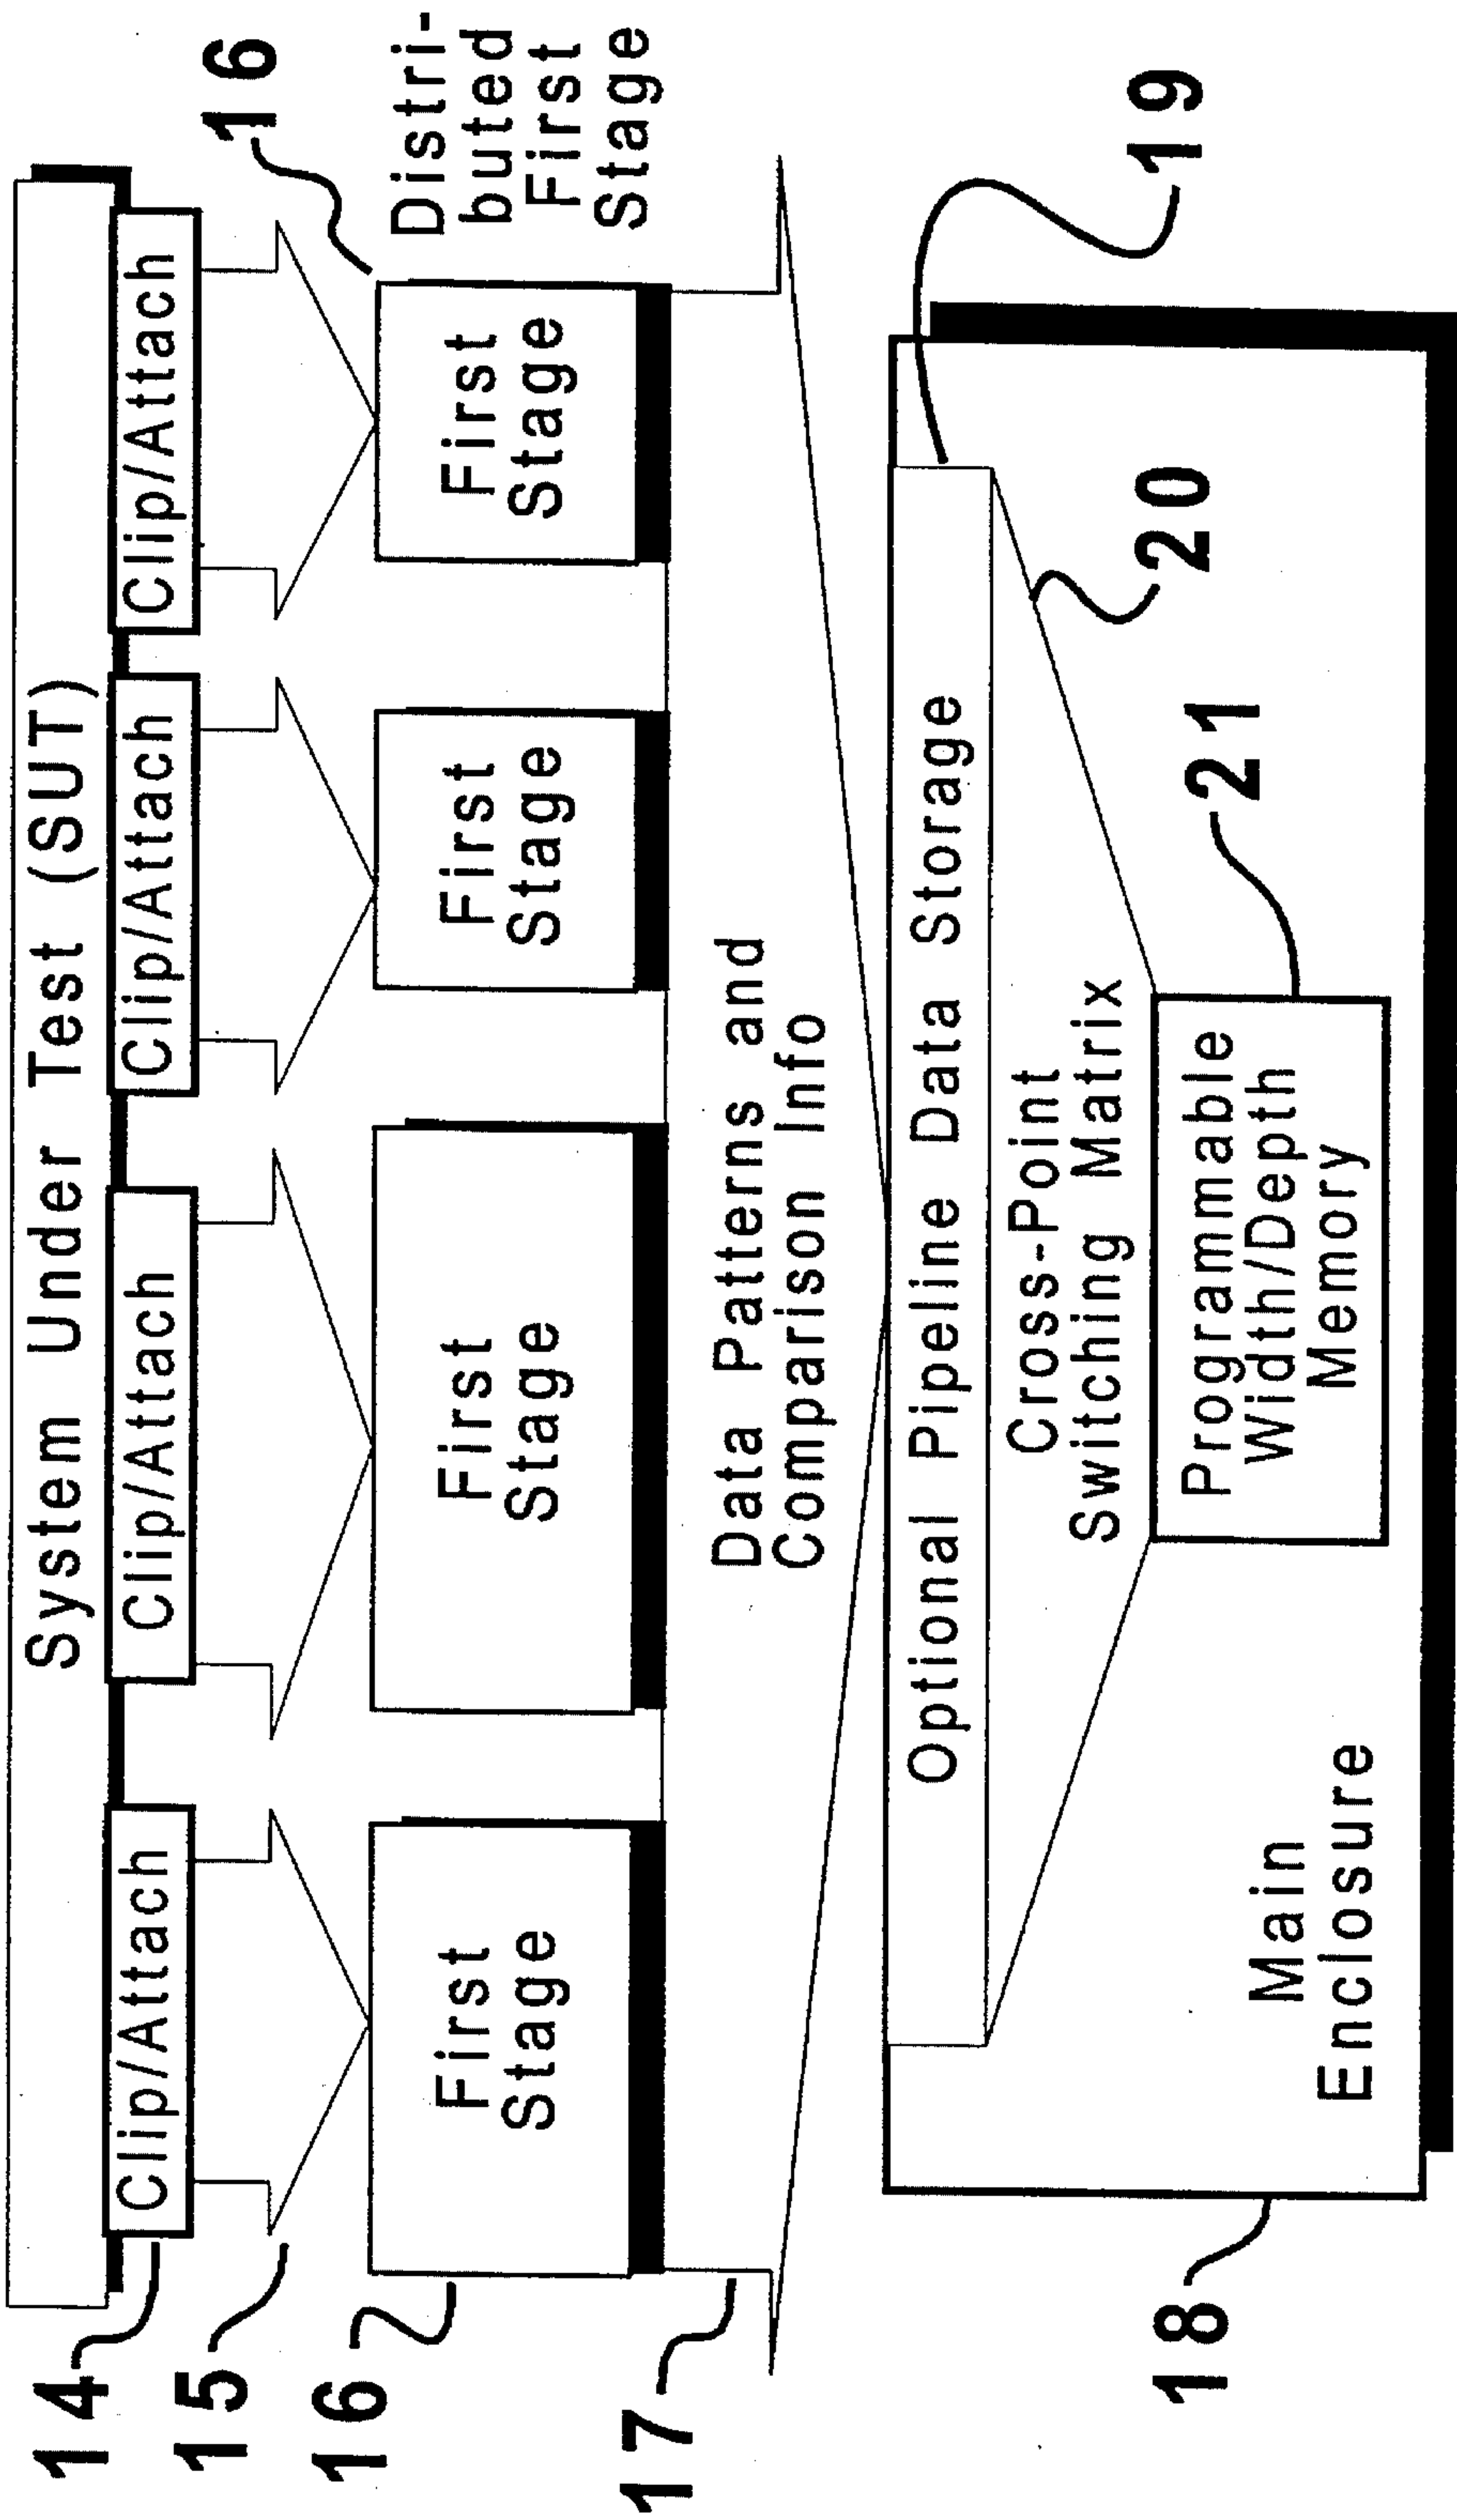 System Under Test (SUT)
14
Clip/Attach
Clip/Attach
Clip/Attach
Clip/Attach
15
16
16
First
Stage
First
Stage
First
Stage
First
Stage
Distri-
buted
First
Stage
17
Data Patterns and
Comparison Info
19
Optional Pipeline Data Storage
Cross-Point
Switching Matrix
20
Programmable
Width/Depth
Memory
21
Main
Enclosure
18